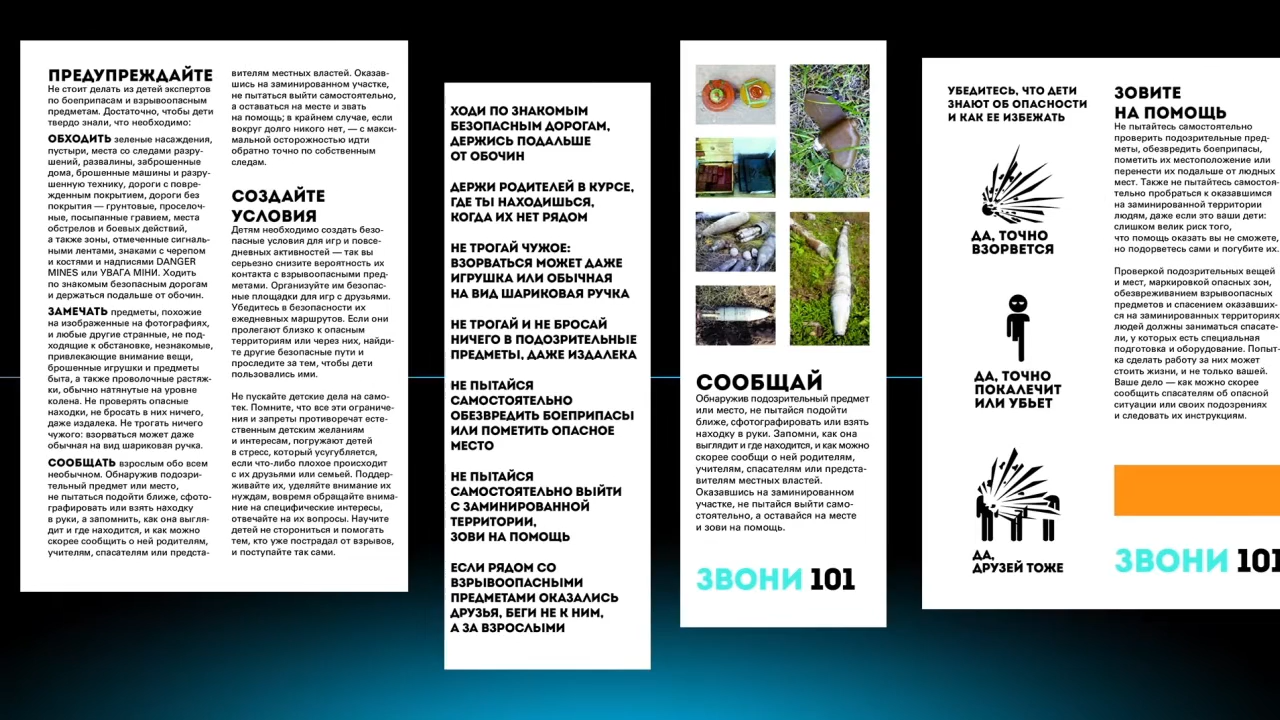 ПРЕДУПРЕЖДАЙТЕ
Не стоит делать из детей экспертов
по боеприпасам и взрывоопасным
предметам. Достаточно, чтобы дети
твердо знали, что необходимо:
ОБХОДИТЬ зеленые насаждения,
пустыри, места со следами разру-
шений, развалины, заброшенные
дома, брошенные машины и разру-
шенную технику, дороги с повре-
жденным покрытием, дороги без
покрытия — грунтовые, проселоч-
ные, посыпанные гравием, места
обстрелов и боевых действий,
а также зоны, отмеченные сигналь-
ными лентами, знаками с черепом
и костями и надписями DANGER
MINES или УВАГА МІНИ. Ходить
по знакомым безопасным дорогам
и держаться подальше от обочин.
ЗАМЕЧАТЬ предметы, похожие
на изображенные на фотографиях,
и любые другие странные, не под-
ходящие к обстановке, незнакомые,
привлекающие внимание вещи,
брошенные игрушки и предметы
быта, а также проволочные растяж-
ки, обычно натянутые на уровне
колена. Не проверять опасные
находки, не бросать в них ничего,
даже издалека. Не трогать ничего
чужого: взорваться может даже
обычная на вид шариковая ручка.
СООБЩАТЬ взрослым обо всем
необычном. Обнаружив подозри-
тельный предмет или место,
не пытаться подойти ближе, сфото-
графировать или взять находку
в руки, а запомнить, как она выгля-
дит и где находится, и как можно
скорее сообщить о ней родителям,
учителям, спасателям или предста-
вителям местных властей. Оказав-
шись на заминированном участке,
не пытаться выйти самостоятельно,
а оставаться на месте и звать
на помощь; в крайнем случае, если
вокруг долго никого нет, — с макси-
мальной осторожностью идти
обратно точно по собственным
следам.
СОЗДАЙТЕ
УСЛОВИЯ
Детям необходимо создать безо-
пасные условия для игр и повсе-
дневных активностей — так вы
серьезно снизите вероятность их
контакта с взрывоопасными пред-
метами. Организуйте им безопас-
ные площадки для игр с друзьями.
Убедитесь в безопасности их
ежедневных маршрутов. Если они
пролегают близко к опасным
территориям или через них, найди-
те другие безопасные пути и
проследите за тем, чтобы дети
пользовались ими.
Не пускайте детские дела на само-
тек. Помните, что все эти ограниче-
ния и запреты противоречат есте-
ственным детским желаниям
и интересам, погружают детей
в стресс, который усугубляется,
если что-либо плохое происходит
с их друзьями или семьей. Поддер-
живайте их, уделяйте внимание их
нуждам, вовремя обращайте внима-
ние на специфические интересы,
отвечайте на их вопросы. Научите
детей не сторониться и помогать
тем, кто уже пострадал от взрывов,
и поступайте так сами.
ХОДИ ПО ЗНАКОМЫМ
БЕЗОПАСНЫМ ДОРОГАМ,
ДЕРЖИСЬ ПОДАЛЬШЕ
ОТ ОБОЧИН
ДЕРЖИ РОДИТЕЛЕЙ В КУРСЕ,
ГДЕ ТЫ НАХОДИШЬСЯ,
КОГДА ИХ НЕТ РЯДОМ
НЕ ТРОГАЙ ЧУЖОЕ:
ВЗОРВАТЬСЯ МОЖЕТ ДАЖЕ
ИГРУШКА ИЛИ ОБЫЧНАЯ
НА ВИД ШАРИКОВАЯ РУЧКА
НЕ ТРОГАЙ И НЕ БРОСАЙ
НИЧЕГО В ПОДОЗРИТЕЛЬНЫЕ
ПРЕДМЕТЫ, ДАЖЕ ИЗДАЛЕКА
НЕ ПЫТАЙСЯ
САМОСТОЯТЕЛЬНО
ОБЕЗВРЕДИТЬ БОЕПРИПАСЫ
ИЛИ ПОМЕТИТЬ ОПАСНОЕ
МЕСТО
НЕ ПЫТАЙСЯ
САМОСТОЯТЕЛЬНО ВЫЙТИ
С ЗАМИНИРОВАННОЙ
ТЕРРИТОРИИ,
ЗОВИ НА ПОМОЩЬ
ЕСЛИ РЯДОМ СО
ВЗРЫВООПАСНЫМИ
ПРЕДМЕТАМИ ОКАЗАЛИСЬ
ДРУЗЬЯ, БЕГИ НЕ К НИМ,
А ЗА ВЗРОСЛЫМИ
СООБЩАЙ
Обнаружив подозрительный предмет
или место, не пытайся подойти
ближе, сфотографировать или взять
находку в руки. Запомни, как она
выглядит и где находится, и как можно
скорее сообщи о ней родителям,
учителям, спасателям или предста-
вителям местных властей.
Оказавшись на заминированном
участке, не пытайся выйти само-
стоятельно, а оставайся на месте
и зови на помощь.
ЗВОНИ 101
УБЕДИТЕСЬ, ЧТО ДЕТИ
ЗНАЮТ ОБ ОПАСНОСТИ
И КАК ЕЕ ИЗБЕЖАТЬ
ДА, ТОЧНО
ВЗОРВЕТСЯ
ДА, ТОЧНО
ПОКАЛЕЧИТ
ИЛИ УБЬЕТ
ДА,
ДРУЗЕЙ ТОЖЕ
ЗОВИТЕ
НА ПОМОЩЬ
Не пытайтесь самостоятельно
проверить подозрительные пред-
меты, обезвредить боеприпасы,
пометить их местоположение или
перенести их подальше от людных
мест. Также не пытайтесь самостоя-
тельно пробраться к оказавшимся
на заминированной территории
людям, даже если это ваши дети:
слишком велик риск того,
что помощь оказать вы не сможете,
но подорветесь сами и погубите их.
Проверкой подозрительных вещей
и мест, маркировкой опасных зон,
обезвреживанием взрывоопасных
предметов и спасением оказавших-
ся на заминированных территориях
людей должны заниматься спасате-
ли, у которых есть специальная
подготовка и оборудование. Попыт-
ка сделать работу за них может
стоить жизни, и не только вашей.
Ваше дело — как можно скорее
сообщить спасателям об опасной
ситуации или своих подозрениях
и следовать их инструкциям.
ЗВОНИ 101